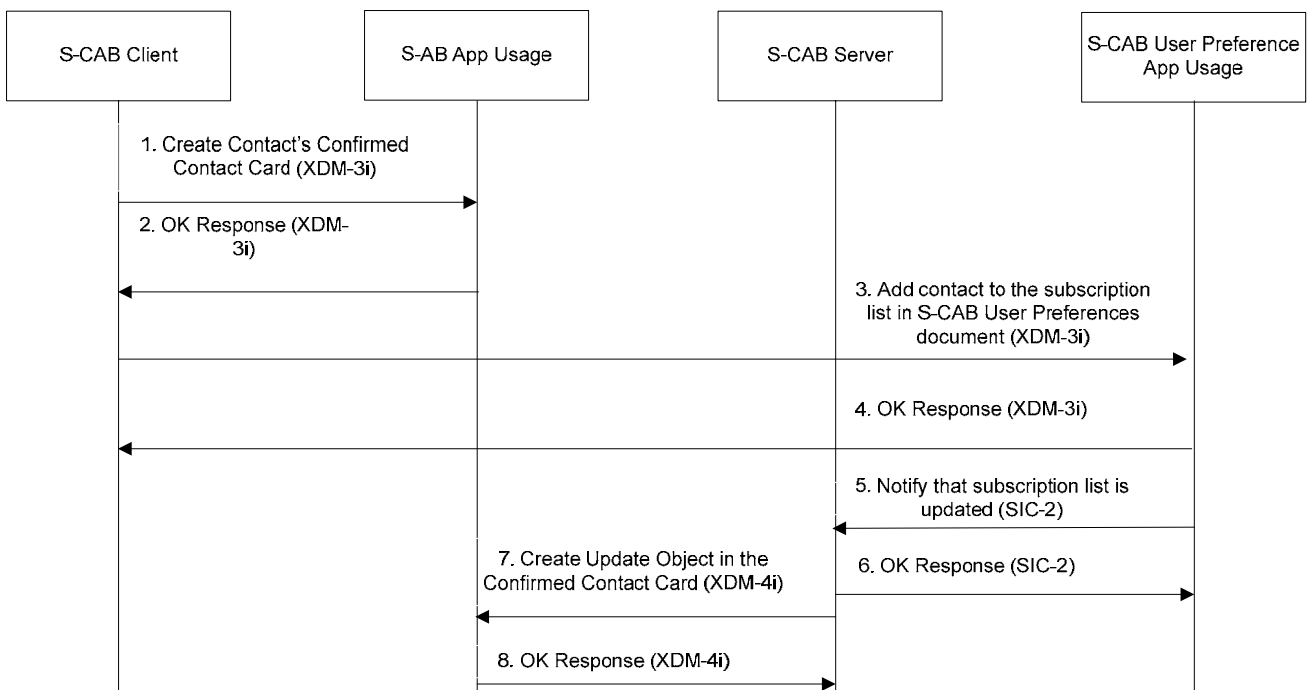 S-CAB Client
S-AB App Usage
S-CAB Server
S-CAB User Preference
App Usage
1. Create Contact's Confirmed
Contact Card (XDM-3i)
2. OK Response (XDM-
3i)
3. Add contact to the subscription
list in S-CAB User Preferences
document (XDM-3i)
4. OK Response (XDM-3i)
5. Notify that subscription list is
updated (SIC-2)
6. OK Response (SIC-2)
7. Create Update Object in the
Confirmed Contact Card (XDM-4i)
8. OK Response (XDM-4i)